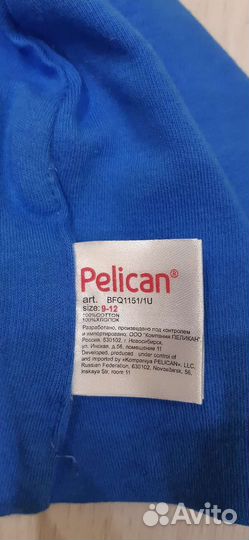 Pelican®
art. BFQ1151/1U
size: 9-12
100%COTTON
100%ХЛОПОК
Разработано, произведено под контролем
и импортировано: ООО "Компания ПЕЛИКАН",
Россия, 630102, г. Новосибирск,
ул. Инская, д.56, помещение 11
Developed, produced under control of
and imported by «Kompaniya PELICAN», LLC,
Russian Federation, 630102, Novosibirsk, 56,
Inskaya Str, room 11
Avito